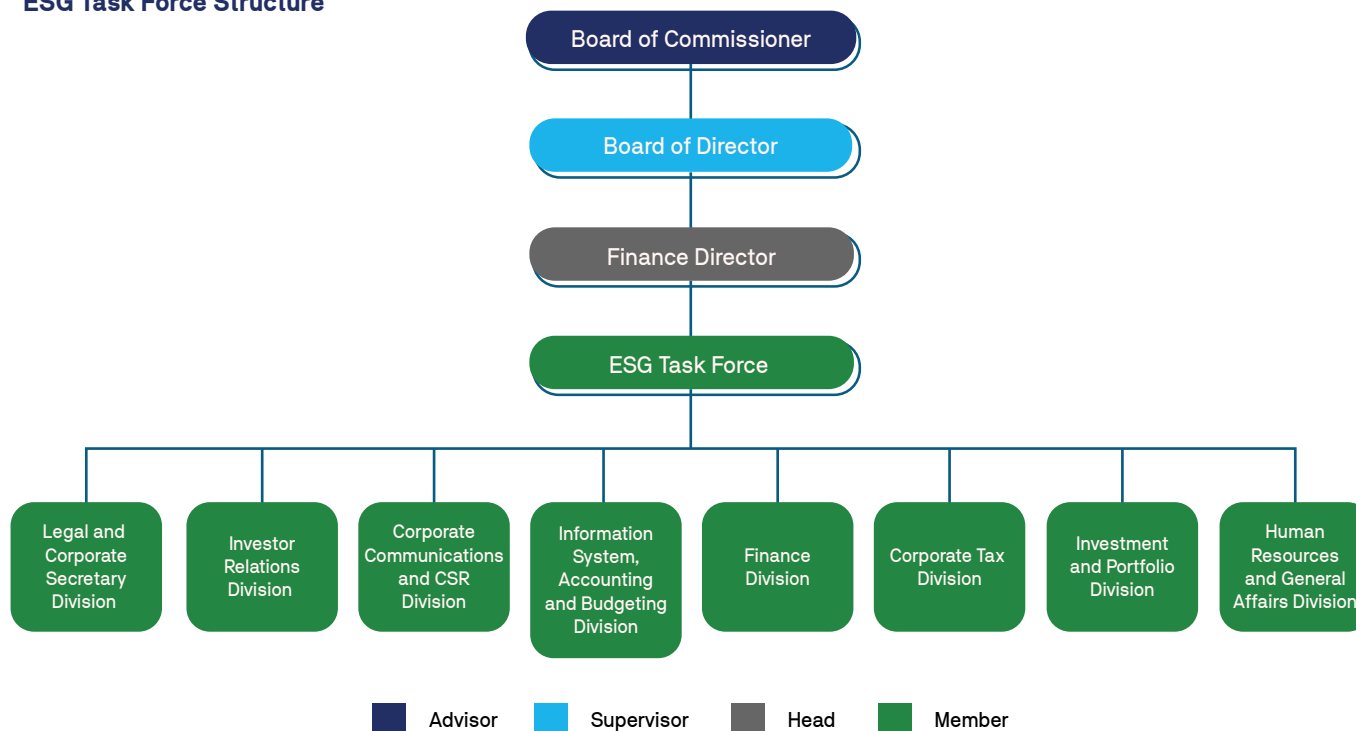 ESG Task Force Structure
Board of Commissioner
Board of Director
Finance Director
ESG Task Force
Legal and
Corporate
Secretary
Division
Investor
Relations
Division
Corporate
Communications
and CSR
Division
Information
System,
Accounting
and Budgeting
Division
Finance
Division
Corporate Tax
Division
Investment
and Portfolio
Division
Human
Resources
and General
Affairs Division
Advisor
Supervisor
Head
Member